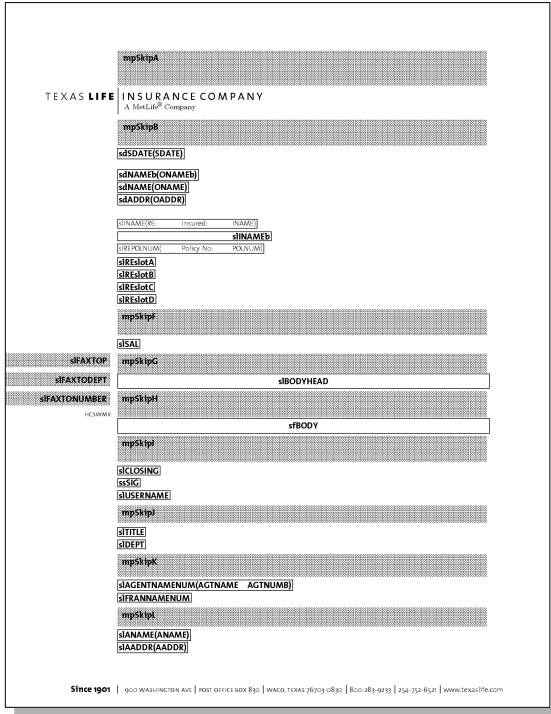 mpSkipA
TEXAS LIFE INSURANCE COMPANY
A MetLife® Company
mpSkipB
sdSDATE(SDATE)
sdNAMEb(ONAMEb)
sdNAME(ONAME)
sdADDR(OADDR)
slINAME(RE: Insured: INAME)
slINAMEb
slREPOLNUM( Policy No: POLNUM)
slREslotA
slREslotB
slREslotC
slREslotD
mpSkipF
slSAL
slFAXTOP mpSkipG
slFAXTODEPT slBODYHEAD
slFAXTONUMBER mpSkipH
HCSWMR
sfBODY
mpSkipI
slCLOSING
ssSIG
slUSERNAME
mpSkipJ
slTITLE
slDEPT
mpSkipK
slAGENTNAMENUM(AGTNAME AGTNUMB)
slFRANNAMENUM
mpSkipL
slANAME(ANAME)
slAADDR(AADDR)
Since 1901 | 900 WASHINGTON AVE | POST OFFICE BOX 830 | WACO, TEXAS 76703-0830 | 800-283-9233 | 254-752-6521 | www.texaslife.com